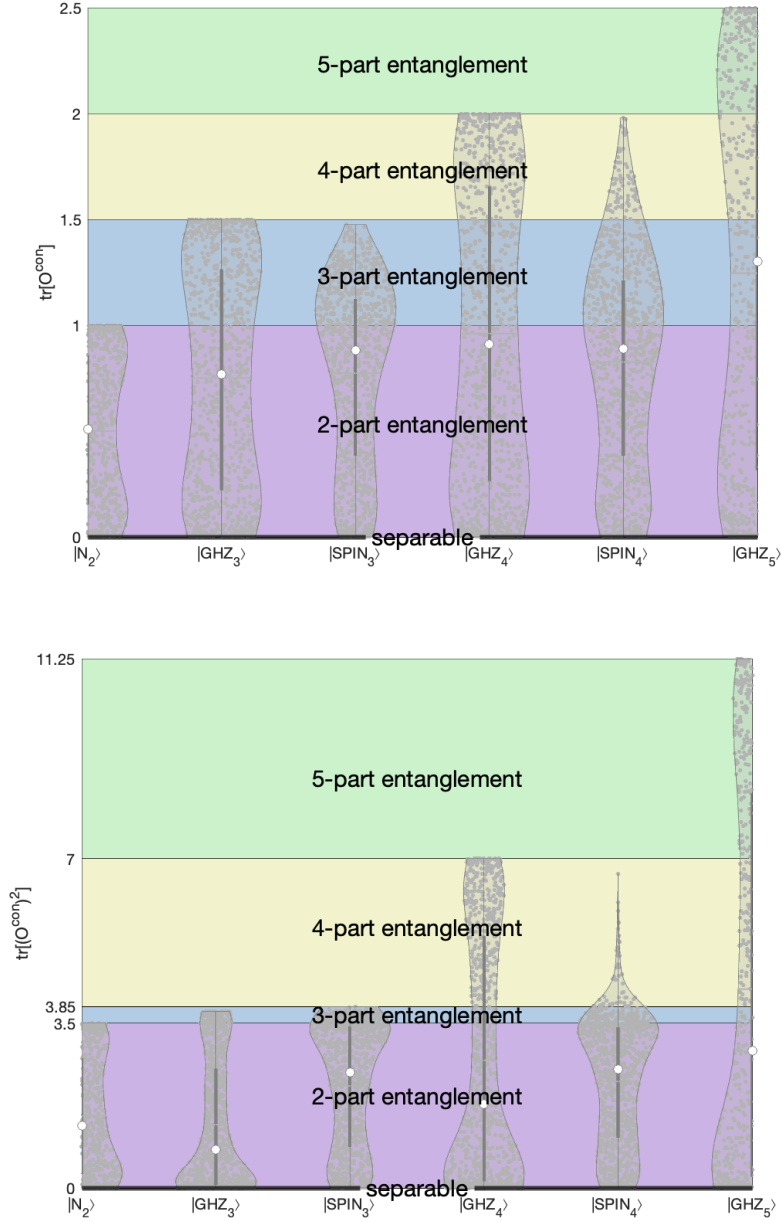 2.5
5-part entanglement
2
4-part entanglement
1.5
tr[O^con]
3-part entanglement
1
2-part entanglement
0
separable
|N₂⟩ |GHZ₃⟩ |SPIN₃⟩ |GHZ₄⟩ |SPIN₄⟩ |GHZ₅⟩
11.25
5-part entanglement
7
4-part entanglement
tr[(O^con)²]
3.85
3-part entanglement
3.5
2-part entanglement
0
separable
|N₂⟩ |GHZ₃⟩ |SPIN₃⟩ |GHZ₄⟩ |SPIN₄⟩ |GHZ₅⟩